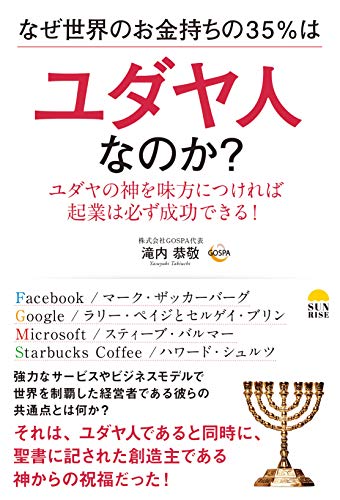 なぜ世界のお金持ちの35%は
ユダヤ人
なのか?
ユダヤの神を味方につければ
起業は必ず成功できる!
株式会社GOSPA代表
滝内 恭敬
Yasuyuki Takiuchi
GOSPA
Facebook / マーク・ザッカーバーグ
Google / ラリー・ペイジとセルゲイ・ブリン
Microsoft / スティーブ・バルマー
Starbucks Coffee / ハワード・シュルツ
SUN
RISE
強力なサービスやビジネスモデルで
世界を制覇した経営者である彼らの
共通点とは何か?
それは、ユダヤ人であると同時に、
聖書に記された創造主である
神からの祝福だった!